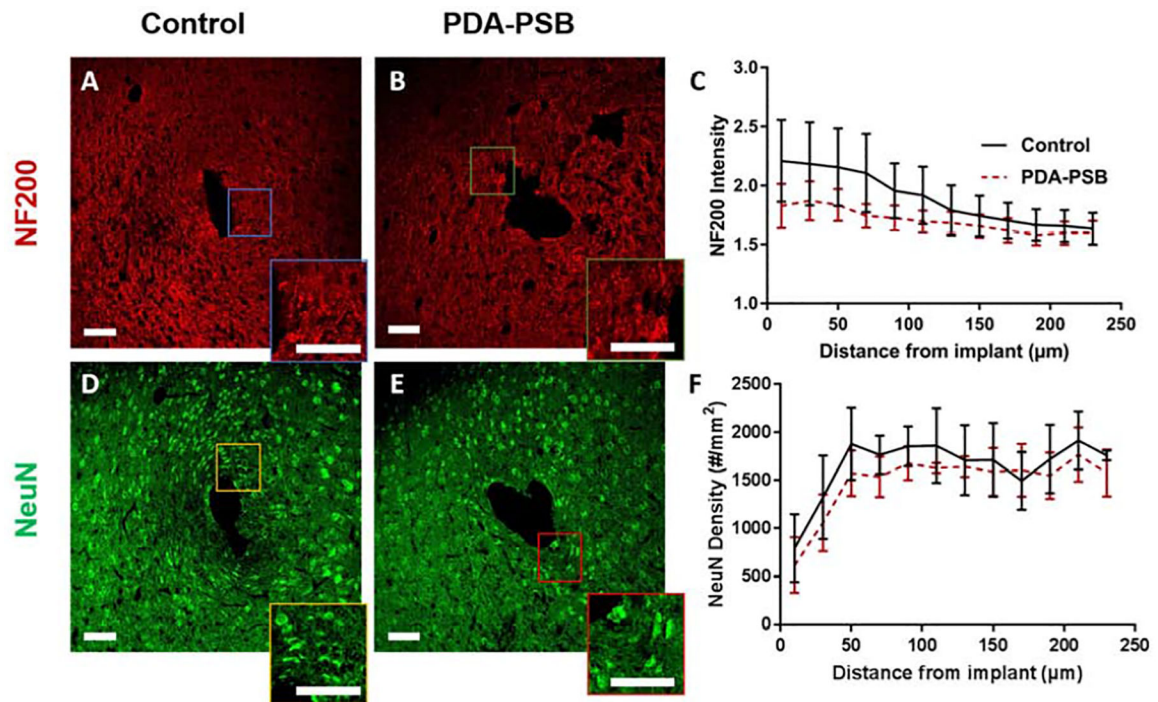 Control
PDA-PSB
NF200
A
B
C
3.0
2.5
2.0
1.5
1.0
NF200 Intensity
Control
PDA-PSB
0
50
100
150
200
250
Distance from implant (µm)
NeuN
D
E
F
2500
2000
1500
1000
500
0
NeuN Density (#/mm²)
0
50
100
150
200
250
Distance from implant (µm)